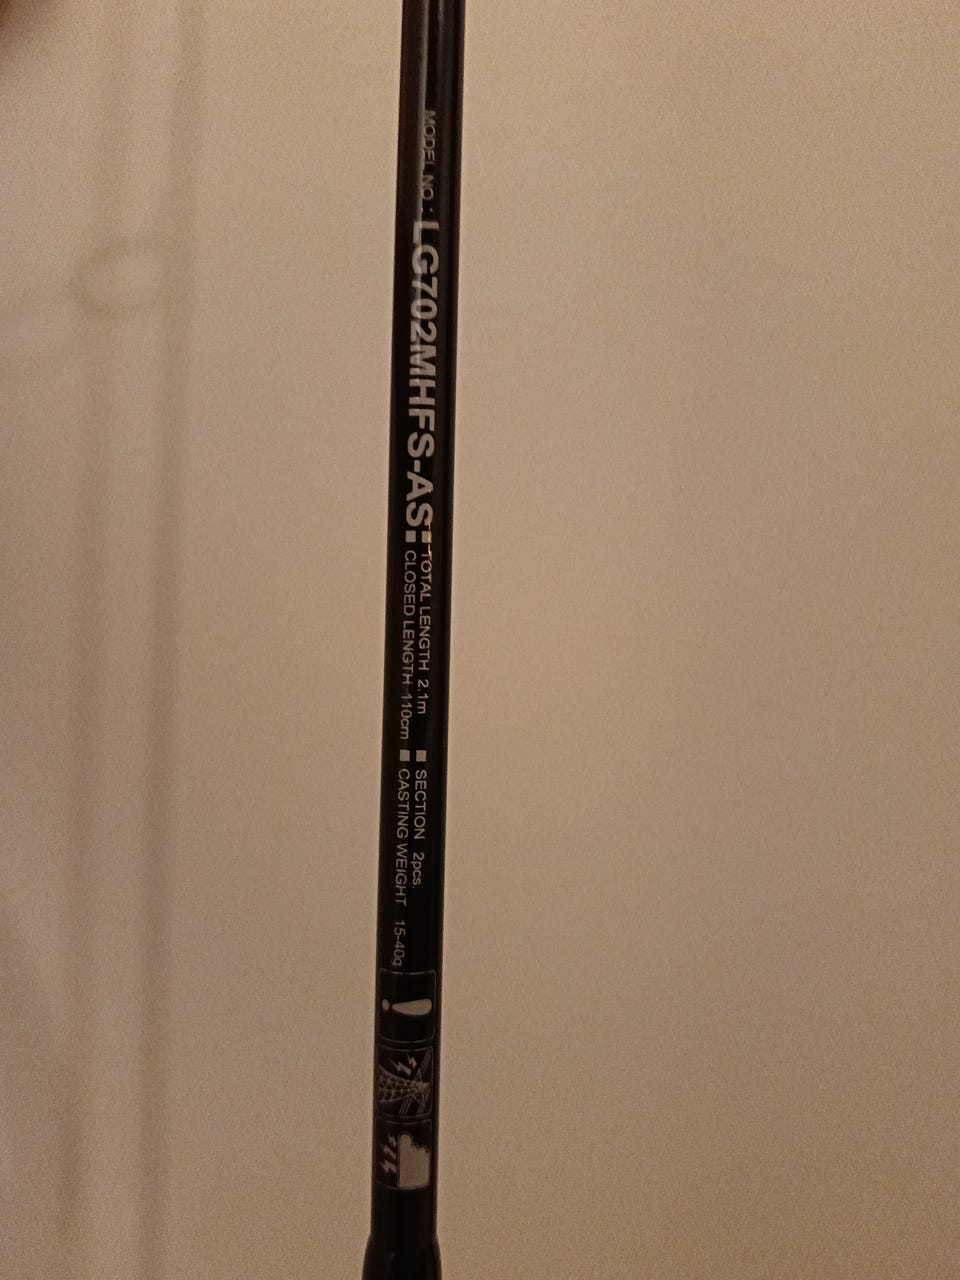 MODEL NO : LG702MHFS-AS
■ TOTAL LENGTH 2.1m ■ SECTION 2pcs.
■ CLOSED LENGTH 110cm ■ CASTING WEIGHT 15-40g